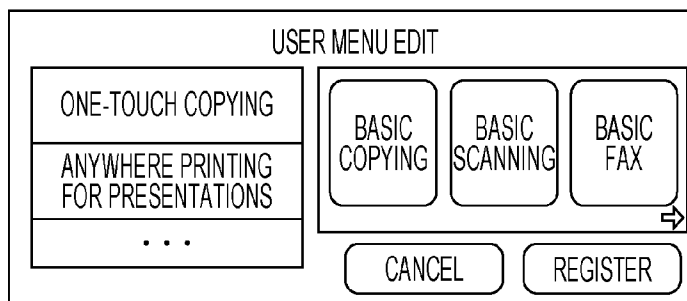 USER MENU EDIT
ONE-TOUCH COPYING
ANYWHERE PRINTING
FOR PRESENTATIONS
. . .
BASIC
COPYING
BASIC
SCANNING
BASIC
FAX
CANCEL
REGISTER